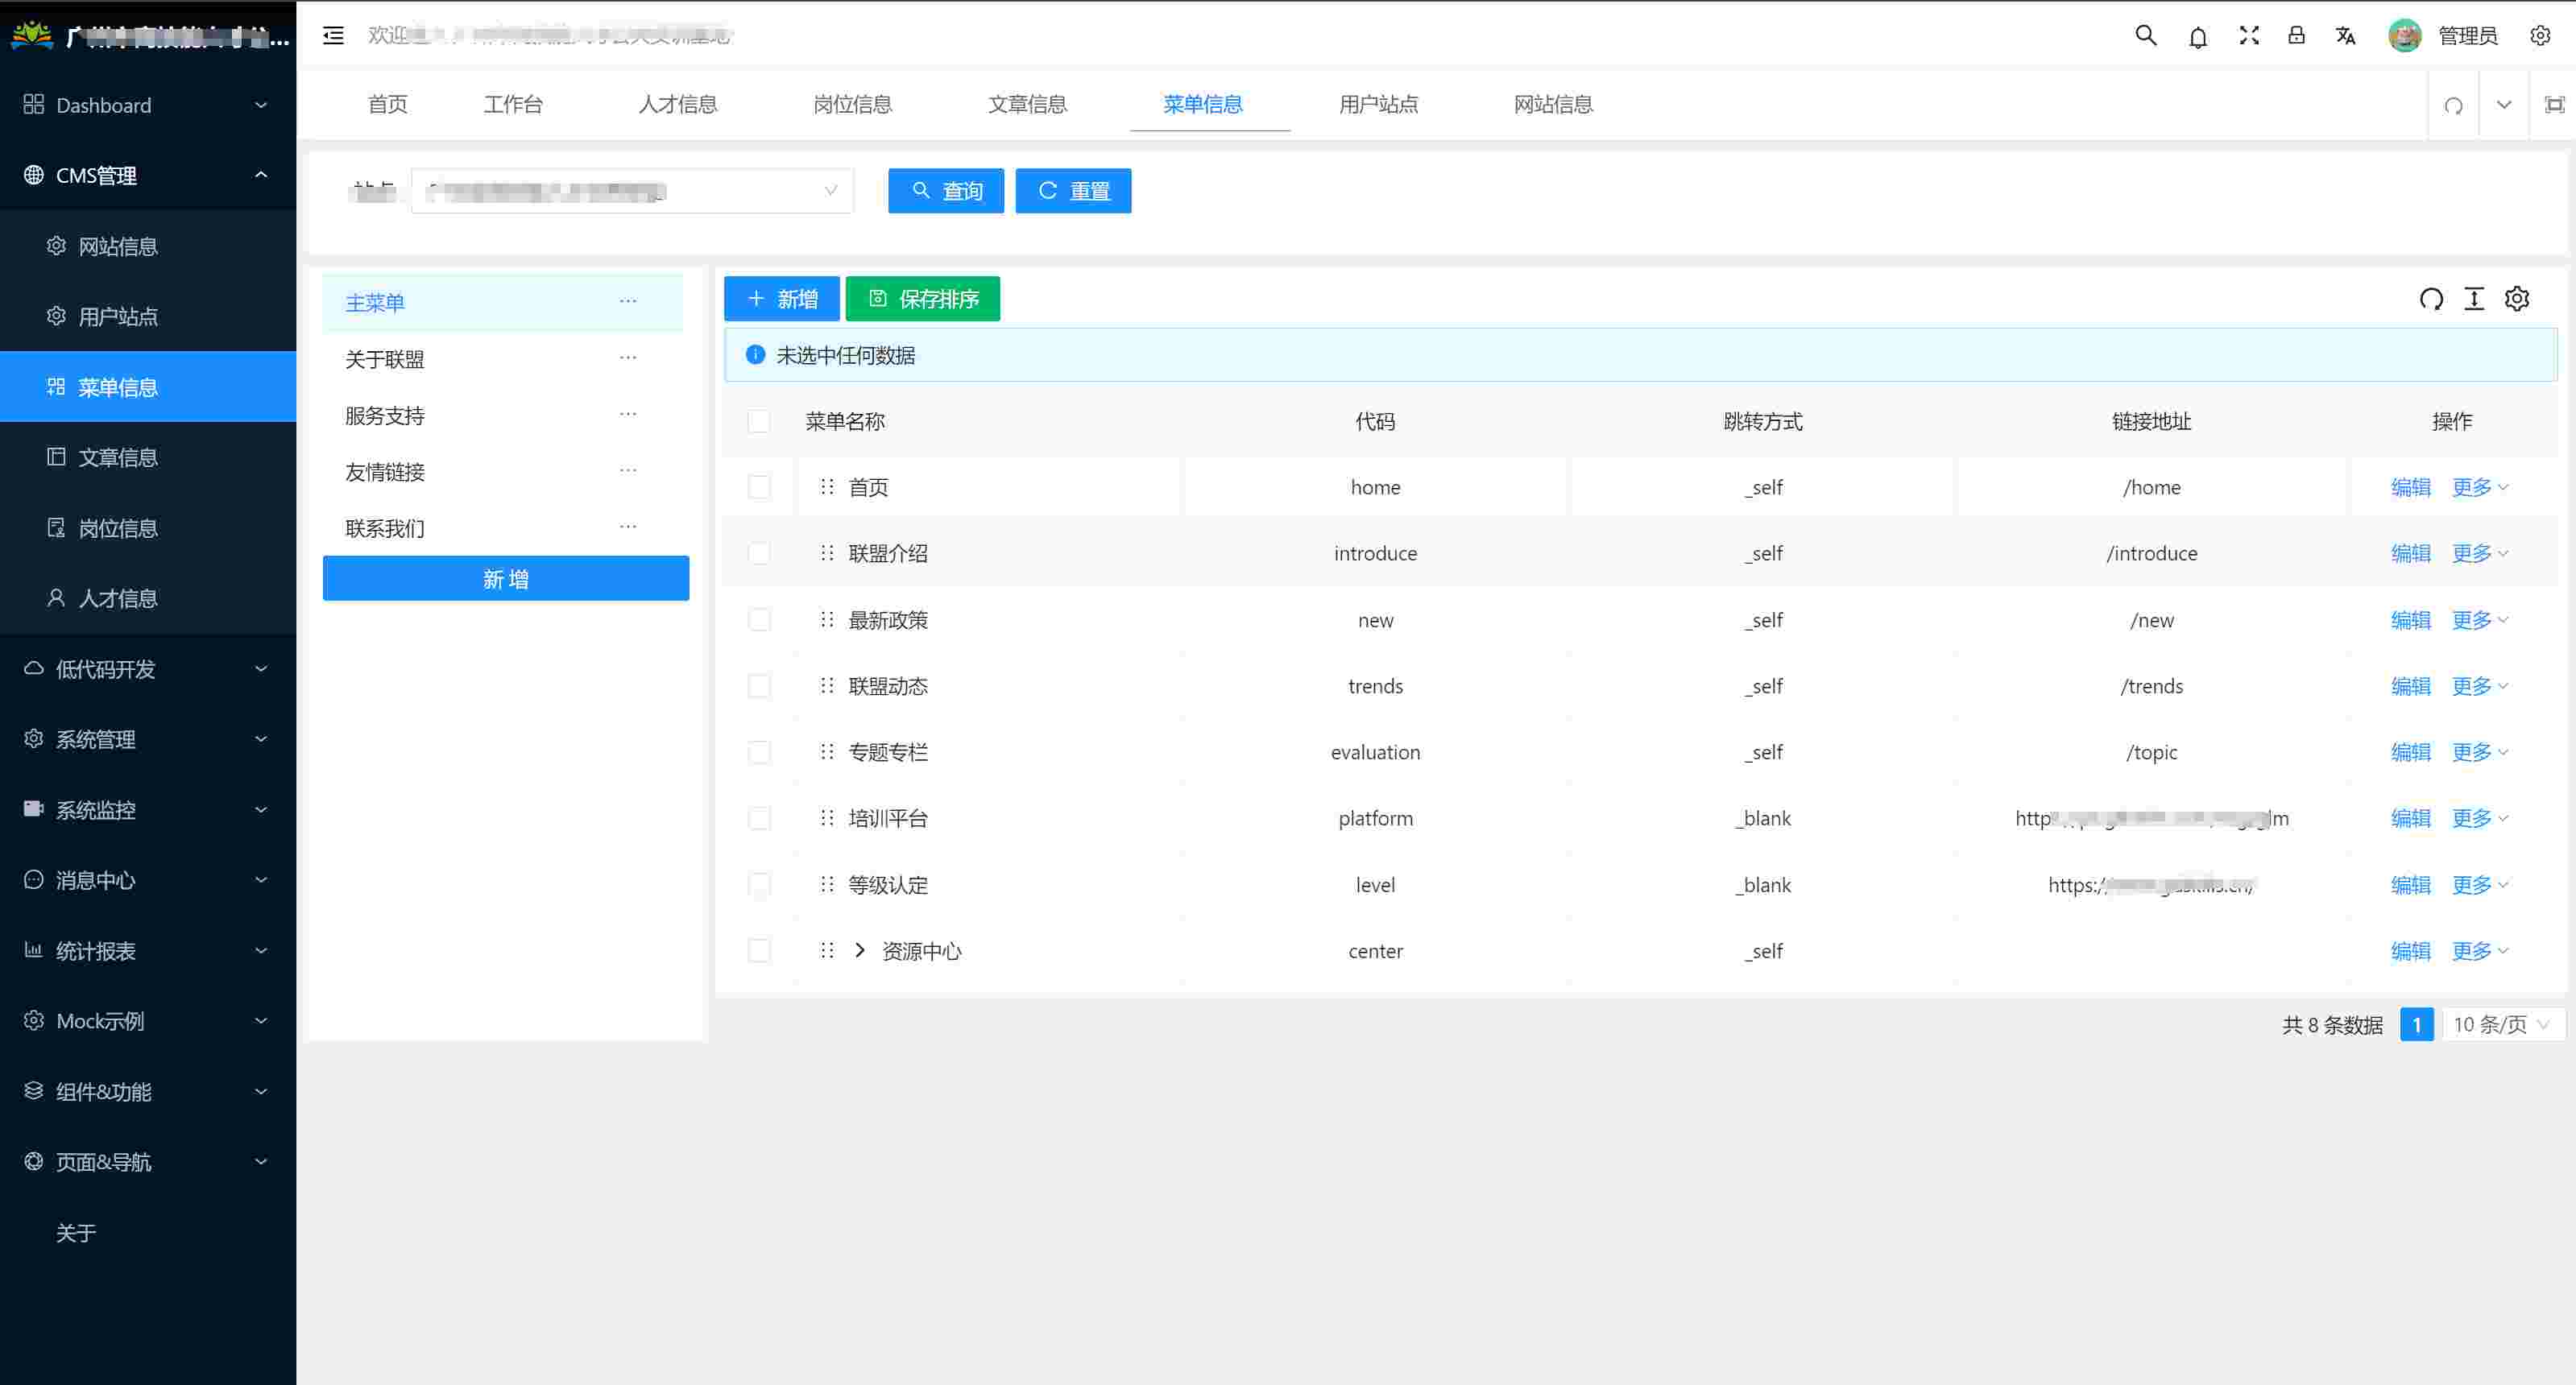 欢迎
管理员
Dashboard
CMS管理
网站信息
用户站点
菜单信息
文章信息
岗位信息
人才信息
低代码开发
系统管理
系统监控
消息中心
统计报表
Mock示例
组件&功能
页面&导航
关于
首页 工作台 人才信息 岗位信息 文章信息 菜单信息 用户站点 网站信息
查询 重置
主菜单 ...
关于联盟 ...
服务支持 ...
友情链接 ...
联系我们 ...
新增
新增 保存排序
未选中任何数据
菜单名称 代码 跳转方式 链接地址 操作
首页 home _self /home 编辑 更多
联盟介绍 introduce _self /introduce 编辑 更多
最新政策 new _self /new 编辑 更多
联盟动态 trends _self /trends 编辑 更多
专题专栏 evaluation _self /topic 编辑 更多
培训平台 platform _blank 编辑 更多
等级认定 level _blank 编辑 更多
资源中心 center _self 编辑 更多
共 8 条数据 1 10 条/页